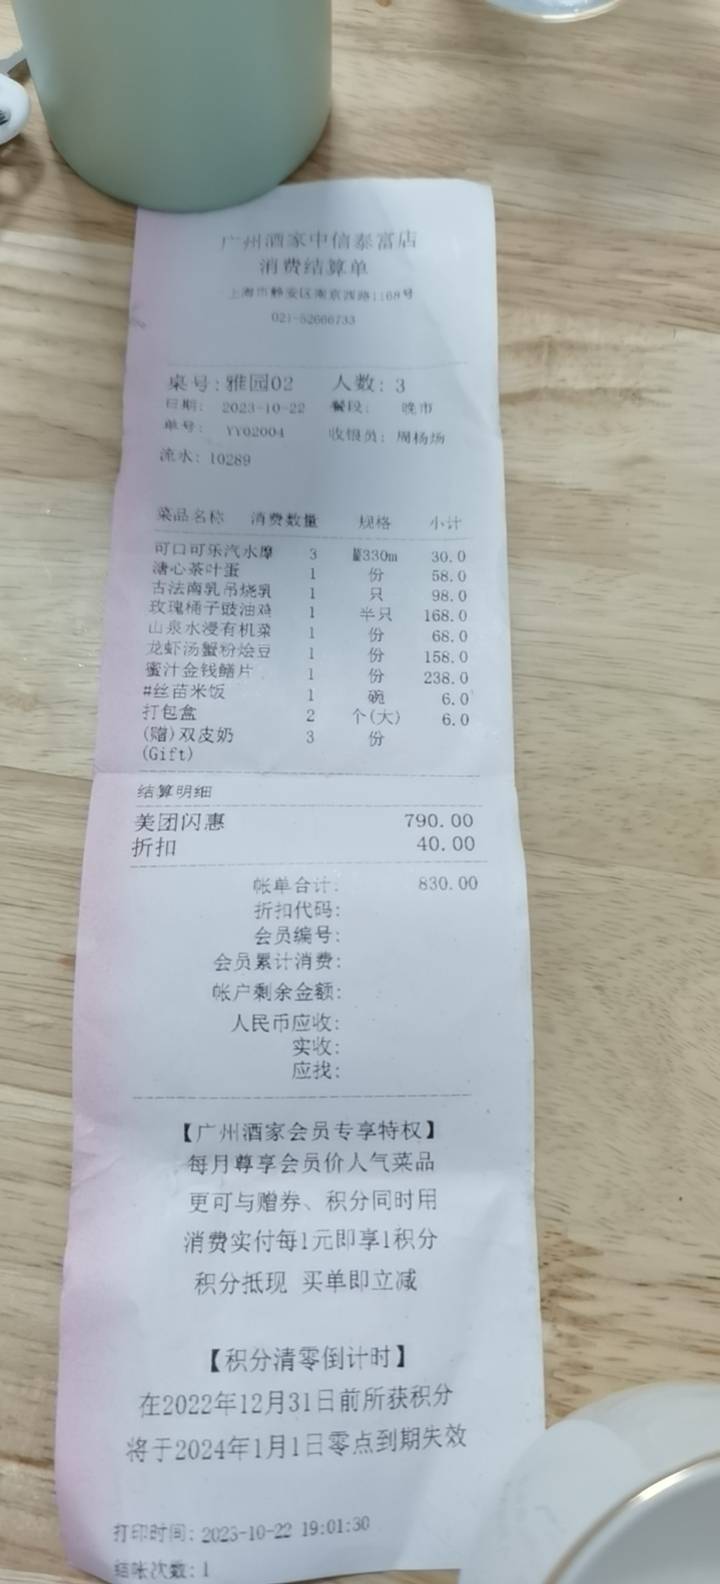 广州酒家中信泰富店
消费结算单
上海市静安区南京西路1168号
021-52666733
桌号：雅园02 人数：3
日期： 2023-10-22 餐段： 晚市
单号： YY02004 收银员：周杨炀
流水：10289
菜品名称 消费数量 规格 小计
可口可乐汽水摩 3 330m 30.0
溏心茶叶蛋 1 份 58.0
古法南乳吊烧乳 1 只 98.0
玫瑰桶子豉油鸡 1 半只 168.0
山泉水浸有机菜 1 份 68.0
龙虾汤蟹粉烩豆 1 份 158.0
蜜汁金钱鳝片 1 份 238.0
#丝苗米饭 1 碗 6.0
打包盒 2 个(大) 6.0
(赠)双皮奶 3 份
(Gift)
结算明细
美团闪惠 790.00
折扣 40.00
帐单合计： 830.00
折扣代码：
会员编号：
会员累计消费：
帐户剩余金额：
人民币应收：
实收：
应找：
【广州酒家会员专享特权】
每月尊享会员价人气菜品
更可与赠券、积分同时用
消费实付每1元即享1积分
积分抵现 买单即立减
【积分清零倒计时】
在2022年12月31日前所获积分
将于2024年1月1日零点到期失效
打印时间：2023-10-22 19:01:30
结帐次数：1